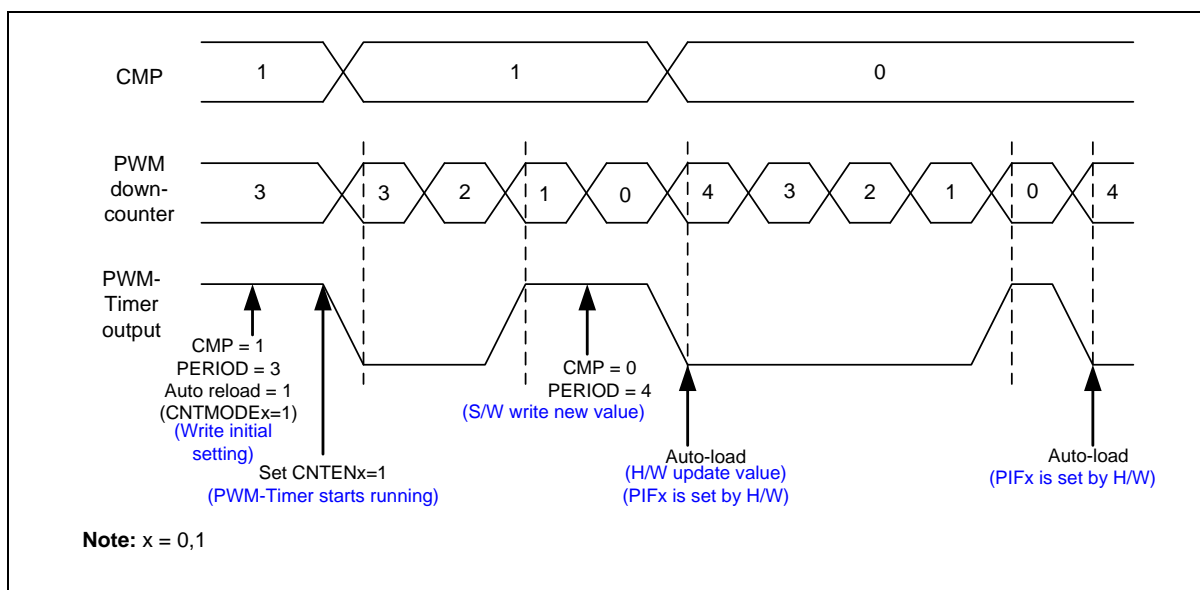 CMP
1
1
0
PWM
down-
counter
3
3
2
1
0
4
3
2
1
0
4
PWM-
Timer
output
CMP = 1
PERIOD = 3
Auto reload = 1
(CNTMODEx=1)
(Write initial
setting)
Set CNTENx=1
(PWM-Timer starts running)
CMP = 0
PERIOD = 4
(S/W write new value)
Auto-load
(H/W update value)
(PIFx is set by H/W)
Auto-load
(PIFx is set by H/W)
Note: x = 0,1